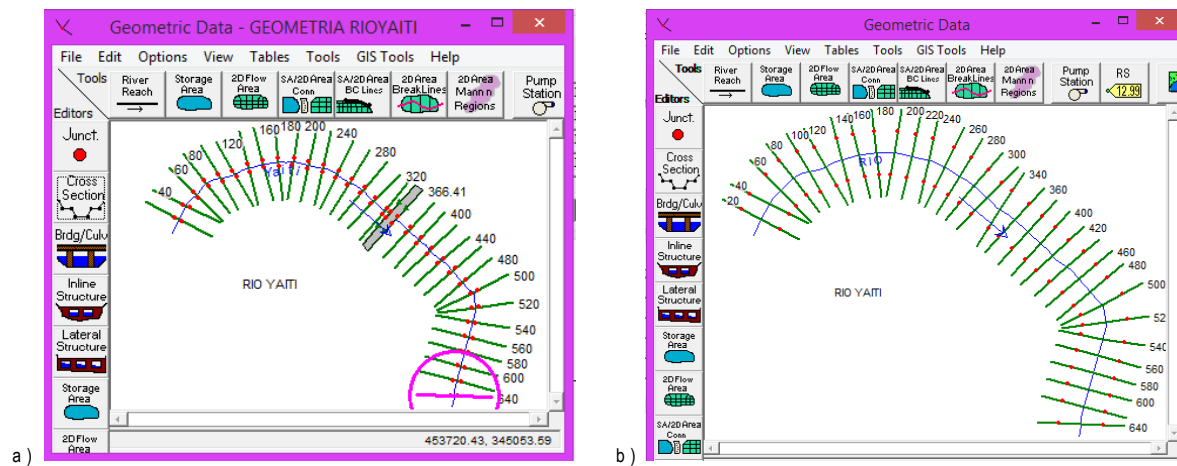 Geometric Data - GEOMETRIA RIOYAITI
File Edit Options View Tables Tools GIS Tools Help
Tools
Editors
River Reach
Storage Area
2D Flow Area
SA/2D Area Conn
SA/2D Area BC Lines
2D Area BreakLines
2D Area Mann n Regions
Pump Station
Junct.
Cross Section
Brdg/Culv
Inline Structure
Lateral Structure
Storage Area
2D Flow Area
40
60
80
120
160
180
200
240
280
320
366.41
400
440
480
500
520
540
560
580
600
640
Yaiti
RIO YAITI
453720.43, 345053.59
a )
Geometric Data
File Edit Options View Tables Tools GIS Tools Help
Tools
Editors
River Reach
Storage Area
2D Flow Area
SA/2D Area Conn
SA/2D Area BC Lines
2D Area BreakLines
2D Area Mann n Regions
Pump Station
RS
12.99
Junct.
Cross Section
Brdg/Culv
Inline Structure
Lateral Structure
Storage Area
2D Flow Area
SA/2D Area Conn
20
40
60
80
100
120
140
160
180
200
220
240
260
280
300
340
360
400
420
460
480
500
52
540
560
580
600
640
RIO
RIO YAITI
b )